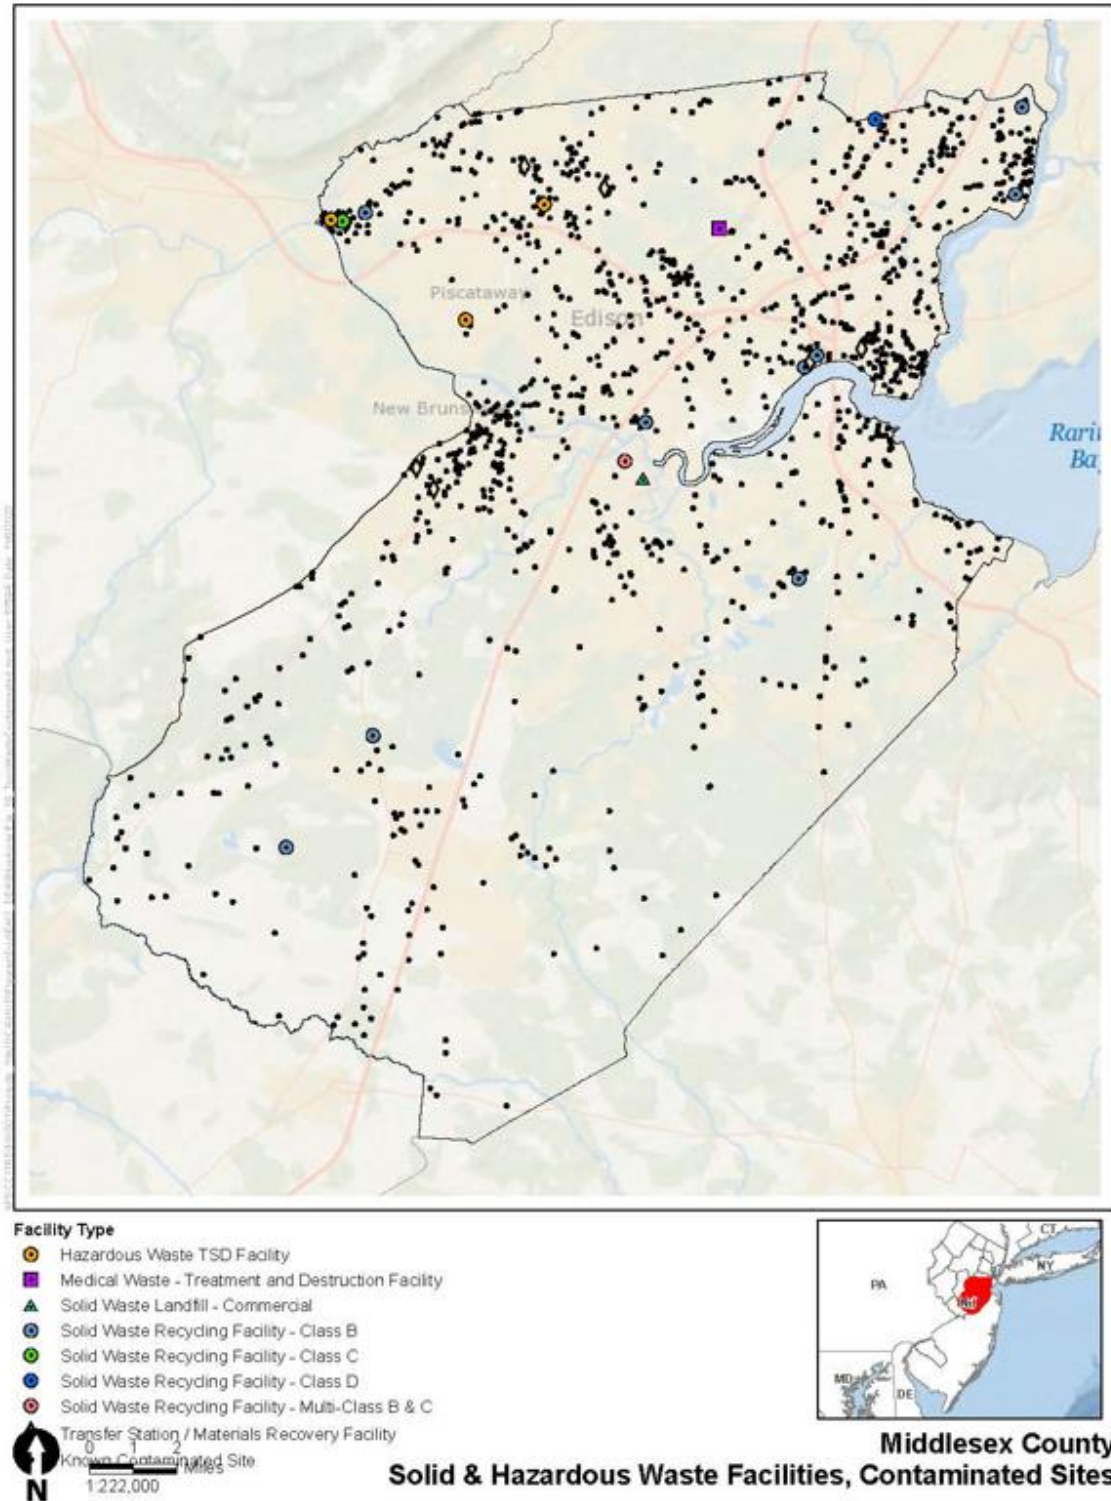 Piscataway
Edison
New Bruns
Rarit
Ba
Facility Type
Hazardous Waste TSD Facility
Medical Waste - Treatment and Destruction Facility
Solid Waste Landfill - Commercial
Solid Waste Recycling Facility - Class B
Solid Waste Recycling Facility - Class C
Solid Waste Recycling Facility - Class D
Solid Waste Recycling Facility - Multi-Class B & C
Transfer Station / Materials Recovery Facility
Known Contaminated Site
0 1 2
Miles
1:222,000
N
CT
NY
PA
NJ
MD
DE
Middlesex County
Solid & Hazardous Waste Facilities, Contaminated Sites